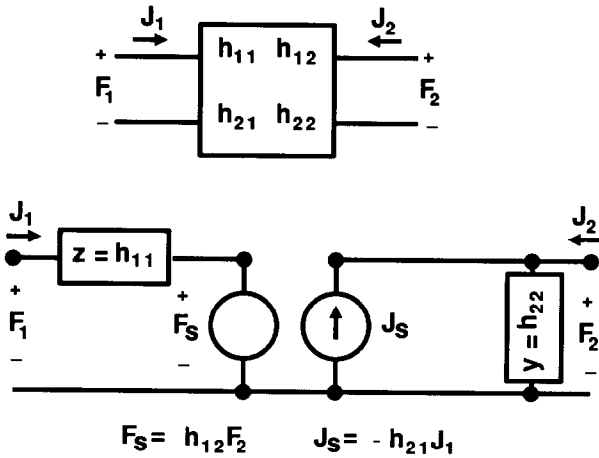 J₁ J₂
+ h₁₁ h₁₂ +
F₁ F₂
− h₂₁ h₂₂ −
J₁ J₂
z = h₁₁
+ + +
F₁ Fₛ Jₛ y = h₂₂ F₂
− − −
Fₛ = h₁₂F₂ Jₛ = - h₂₁J₁